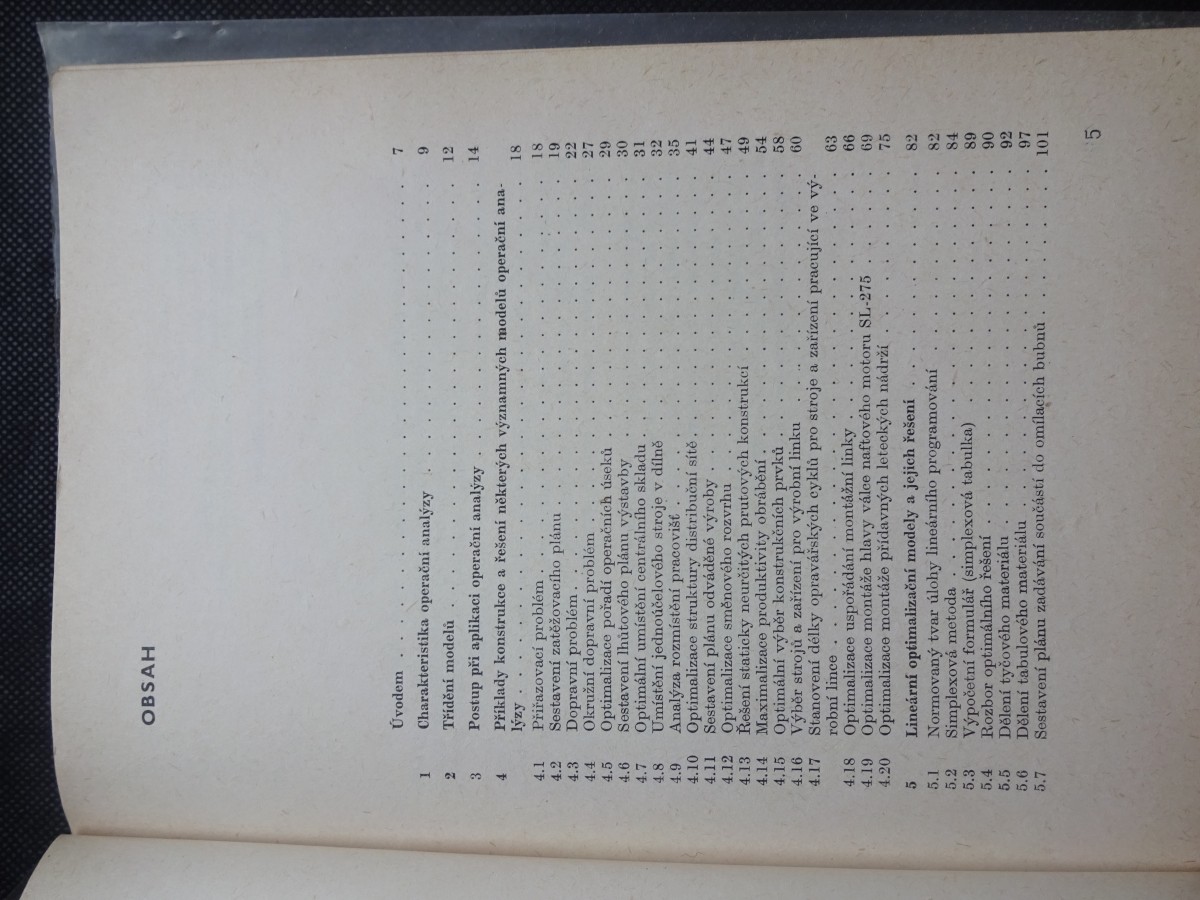 OBSAH
Úvodem . . . . . . . . . . . . . . . . . . . 7
1 Charakteristika operační analýzy . . . . . . . . . . . . . 9
2 Třídění modelů . . . . . . . . . . . . . . . . . 12
3 Postup při aplikaci operační analýzy . . . . . . . . . . . 14
4 Příklady konstrukce a řešení některých významných modelů operační ana-
lýzy . . . . . . . . . . . . . . . . . . . . 18
4.1 Přiřazovací problém . . . . . . . . . . . . . . . . 18
4.2 Sestavení zatěžovacího plánu . . . . . . . . . . . . . 19
4.3 Dopravní problém . . . . . . . . . . . . . . . . . 22
4.4 Okružní dopravní problém . . . . . . . . . . . . . . 27
4.5 Optimalizace pořadí operačních úseků . . . . . . . . . . 29
4.6 Sestavení lhůtového plánu výstavby . . . . . . . . . . . 30
4.7 Optimální umístění centrálního skladu . . . . . . . . . . 31
4.8 Umístění jednoúčelového stroje v dílně . . . . . . . . . . 32
4.9 Analýza rozmístění pracovišť . . . . . . . . . . . . . 35
4.10 Optimalizace struktury distribuční sítě . . . . . . . . . . 41
4.11 Sestavení plánu odváděné výroby . . . . . . . . . . . . 44
4.12 Optimalizace směnového rozvrhu . . . . . . . . . . . . 47
4.13 Řešení staticky neurčitých prutových konstrukcí . . . . . . . 49
4.14 Maximalizace produktivity obrábění . . . . . . . . . . . 54
4.15 Optimální výběr konstrukčních prvků . . . . . . . . . . 58
4.16 Výběr strojů a zařízení pro výrobní linku . . . . . . . . . 60
4.17 Stanovení délky opravářských cyklů pro stroje a zařízení pracující ve vý-
robní lince . . . . . . . . . . . . . . . . . . 63
4.18 Optimalizace uspořádání montážní linky . . . . . . . . . 66
4.19 Optimalizace montáže hlavy válce naftového motoru SL-275 . . . . 69
4.20 Optimalizace montáže přídavných leteckých nádrží . . . . . . 75
5 Lineární optimalizační modely a jejich řešení . . . . . . . . 82
5.1 Normovaný tvar úlohy lineárního programování . . . . . . . 82
5.2 Simplexová metoda . . . . . . . . . . . . . . . . 84
5.3 Výpočetní formulář (simplexová tabulka) . . . . . . . . . 89
5.4 Rozbor optimálního řešení . . . . . . . . . . . . . . 90
5.5 Dělení tyčového materiálu . . . . . . . . . . . . . . 92
5.6 Dělení tabulového materiálu . . . . . . . . . . . . . 97
5.7 Sestavení plánu zadávání součástí do omílacích bubnů . . . . . 101
5